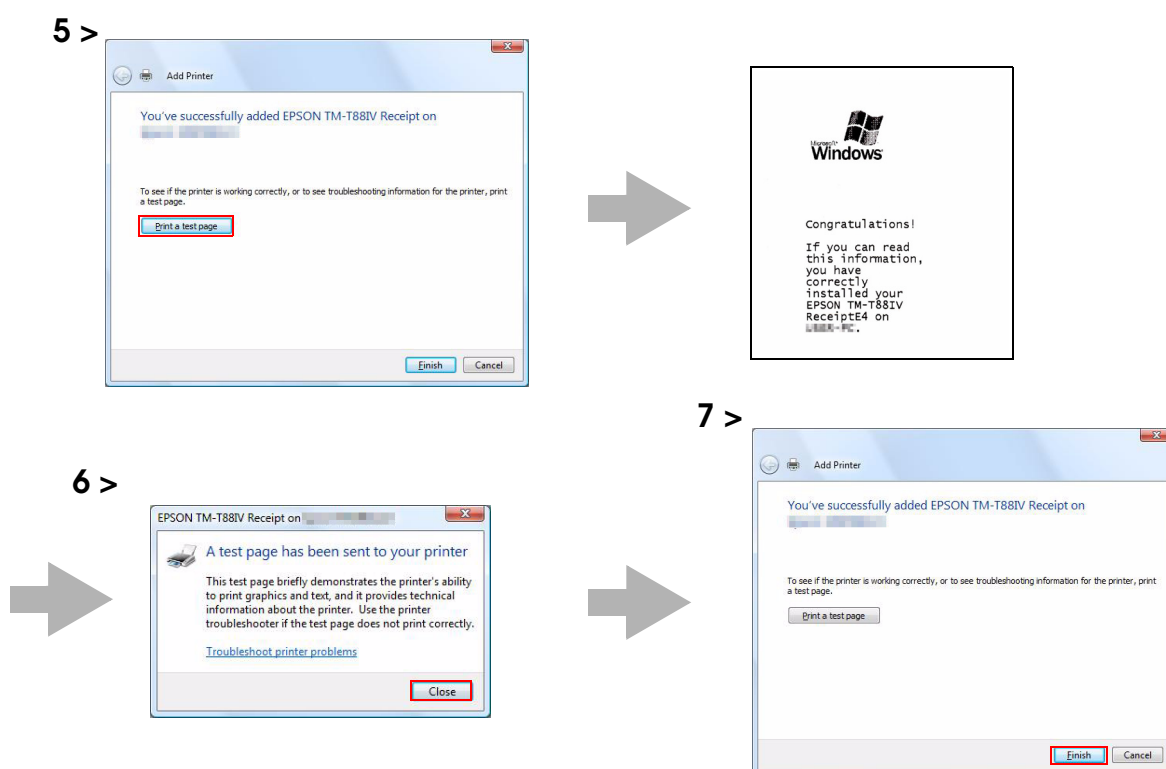 5 >
Add Printer
You've successfully added EPSON TM-T88IV Receipt on
To see if the printer is working correctly, or to see troubleshooting information for the printer, print
a test page.
Print a test page
Finish Cancel
Microsoft
Windows
Congratulations!
If you can read
this information,
you have
correctly
installed your
EPSON TM-T88IV
ReceiptE4 on
6 >
EPSON TM-T88IV Receipt on
A test page has been sent to your printer
This test page briefly demonstrates the printer's ability
to print graphics and text, and it provides technical
information about the printer. Use the printer
troubleshooter if the test page does not print correctly.
Troubleshoot printer problems
Close
7 >
Add Printer
You've successfully added EPSON TM-T88IV Receipt on
To see if the printer is working correctly, or to see troubleshooting information for the printer, print
a test page.
Print a test page
Finish Cancel